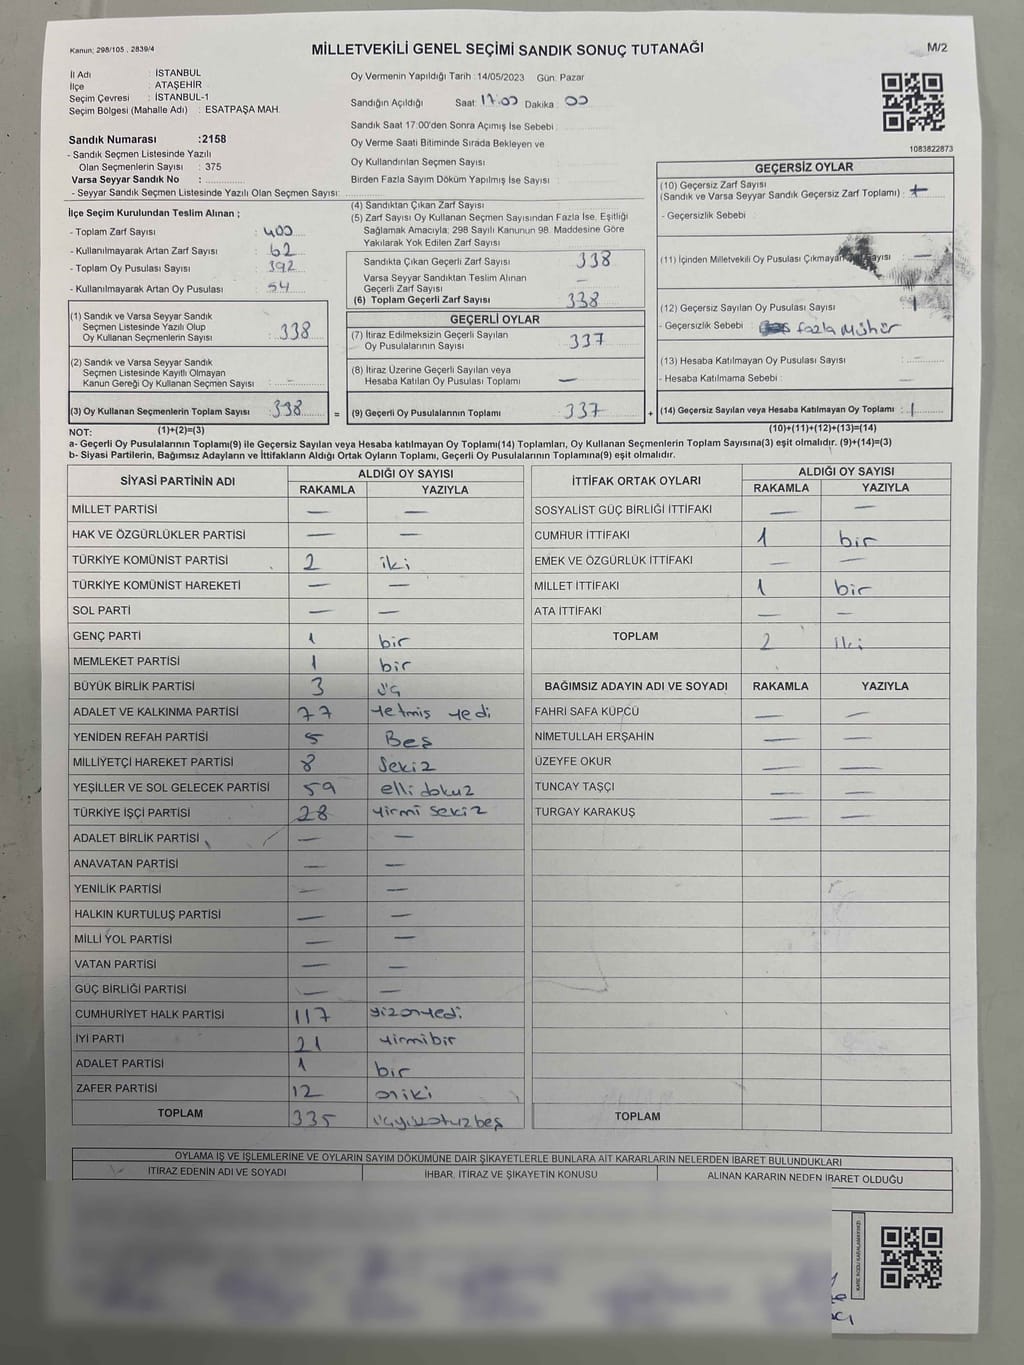 Kanun; 298/105 , 2839/4
MİLLETVEKİLİ GENEL SEÇİMİ SANDIK SONUÇ TUTANAĞI
M/2
İl Adı : İSTANBUL
İlçe : ATAŞEHİR
Seçim Çevresi : İSTANBUL-1
Seçim Bölgesi (Mahalle Adı) : ESATPAŞA MAH.
Sandık Numarası :2158
- Sandık Seçmen Listesinde Yazılı
Olan Seçmenlerin Sayısı : 375
Varsa Seyyar Sandık No :
- Seyyar Sandık Seçmen Listesinde Yazılı Olan Seçmen Sayısı:
Oy Vermenin Yapıldığı Tarih : 14/05/2023 Gün: Pazar
Sandığın Açıldığı Saat: 17.00 Dakika : 00
Sandık Saat 17:00'den Sonra Açımış İse Sebebi :
Oy Verme Saati Bitiminde Sırada Bekleyen ve
Oy Kullandırılan Seçmen Sayısı :
Birden Fazla Sayım Döküm Yapılmış İse Sayısı :
1083822873
İlçe Seçim Kurulundan Teslim Alınan ;
- Toplam Zarf Sayısı : 400
- Kullanılmayarak Artan Zarf Sayısı : 62
- Toplam Oy Pusulası Sayısı : 392
- Kullanılmayarak Artan Oy Pusulası : 54
(1) Sandık ve Varsa Seyyar Sandık
Seçmen Listesinde Yazılı Olup
Oy Kullanan Seçmenlerin Sayısı : 338
(2) Sandık ve Varsa Seyyar Sandık
Seçmen Listesinde Kayıtlı Olmayan
Kanun Gereği Oy Kullanan Seçmen Sayısı : —
(3) Oy Kullanan Seçmenlerin Toplam Sayısı : 338 =
(4) Sandıktan Çıkan Zarf Sayısı :
(5) Zarf Sayısı Oy Kullanan Seçmen Sayısından Fazla İse, Eşitliği
Sağlamak Amacıyla; 298 Sayılı Kanunun 98. Maddesine Göre
Yakılarak Yok Edilen Zarf Sayısı
Sandıkta Çıkan Geçerli Zarf Sayısı 338
Varsa Seyyar Sandıktan Teslim Alınan
Geçerli Zarf Sayısı —
(6) Toplam Geçerli Zarf Sayısı 338
GEÇERLİ OYLAR
(7) İtiraz Edilmeksizin Geçerli Sayılan
Oy Pusulalarının Sayısı 337
(8) İtiraz Üzerine Geçerli Sayılan veya
Hesaba Katılan Oy Pusulası Toplamı —
(9) Geçerli Oy Pusulalarının Toplamı 337 +
GEÇERSİZ OYLAR
(10) Geçersiz Zarf Sayısı
(Sandık ve Varsa Seyyar Sandık Geçersiz Zarf Toplamı) :
- Geçersizlik Sebebi :
(11) İçinden Milletvekili Oy Pusulası Çıkmayan —
(12) Geçersiz Sayılan Oy Pusulası Sayısı : 1
- Geçersizlik Sebebi : fazla Mühür
(13) Hesaba Katılmayan Oy Pusulası Sayısı : —
- Hesaba Katılmama Sebebi : —
(14) Geçersiz Sayılan veya Hesaba Katılmayan Oy Toplamı : 1
NOT: (1)+(2)=(3)
(10)+(11)+(12)+(13)=(14)
a- Geçerli Oy Pusulalarının Toplamı(9) ile Geçersiz Sayılan veya Hesaba katılmayan Oy Toplamı(14) Toplamları, Oy Kullanan Seçmenlerin Toplam Sayısına(3) eşit olmalıdır. (9)+(14)=(3)
b- Siyasi Partilerin, Bağımsız Adayların ve İttifakların Aldığı Ortak Oyların Toplamı, Geçerli Oy Pusulalarının Toplamına(9) eşit olmalıdır.
SİYASİ PARTİNİN ADI ALDIĞI OY SAYISI
RAKAMLA YAZIYLA
MİLLET PARTİSİ — —
HAK VE ÖZGÜRLÜKLER PARTİSİ — —
TÜRKİYE KOMÜNİST PARTİSİ 2 iki
TÜRKİYE KOMÜNİST HAREKETİ — —
SOL PARTİ — —
GENÇ PARTİ 1 bir
MEMLEKET PARTİSİ 1 bir
BÜYÜK BİRLİK PARTİSİ 3 üç
ADALET VE KALKINMA PARTİSİ 77 yetmiş yedi
YENİDEN REFAH PARTİSİ 5 Beş
MİLLİYETÇİ HAREKET PARTİSİ 8 Sekiz
YEŞİLLER VE SOL GELECEK PARTİSİ 59 elli dokuz
TÜRKİYE İŞÇİ PARTİSİ 28 yirmi sekiz
ADALET BİRLİK PARTİSİ — —
ANAVATAN PARTİSİ — —
YENİLİK PARTİSİ — —
HALKIN KURTULUŞ PARTİSİ — —
MİLLİ YOL PARTİSİ — —
VATAN PARTİSİ — —
GÜÇ BİRLİĞİ PARTİSİ — —
CUMHURİYET HALK PARTİSİ 117 yüzonyedi
İYİ PARTİ 21 yirmibir
ADALET PARTİSİ 1 bir
ZAFER PARTİSİ 12 oniki
TOPLAM 335 üçyüzotuzbeş
İTTİFAK ORTAK OYLARI ALDIĞI OY SAYISI
RAKAMLA YAZIYLA
SOSYALİST GÜÇ BİRLİĞİ İTTİFAKI — —
CUMHUR İTTİFAKI 1 bir
EMEK VE ÖZGÜRLÜK İTTİFAKI — —
MİLLET İTTİFAKI 1 bir
ATA İTTİFAKI — —
TOPLAM 2 iki
BAĞIMSIZ ADAYIN ADI VE SOYADI RAKAMLA YAZIYLA
FAHRİ SAFA KÜPCÜ — —
NİMETULLAH ERŞAHİN — —
ÜZEYFE OKUR — —
TUNCAY TAŞÇI — —
TURGAY KARAKUŞ — —
TOPLAM
OYLAMA İŞ VE İŞLEMLERİNE VE OYLARIN SAYIM DÖKÜMÜNE DAİR ŞİKAYETLERLE BUNLARA AİT KARARLARIN NELERDEN İBARET BULUNDUKLARI
İTİRAZ EDENİN ADI VE SOYADI İHBAR, İTİRAZ VE ŞİKAYETİN KONUSU ALINAN KARARIN NEDEN İBARET OLDUĞU